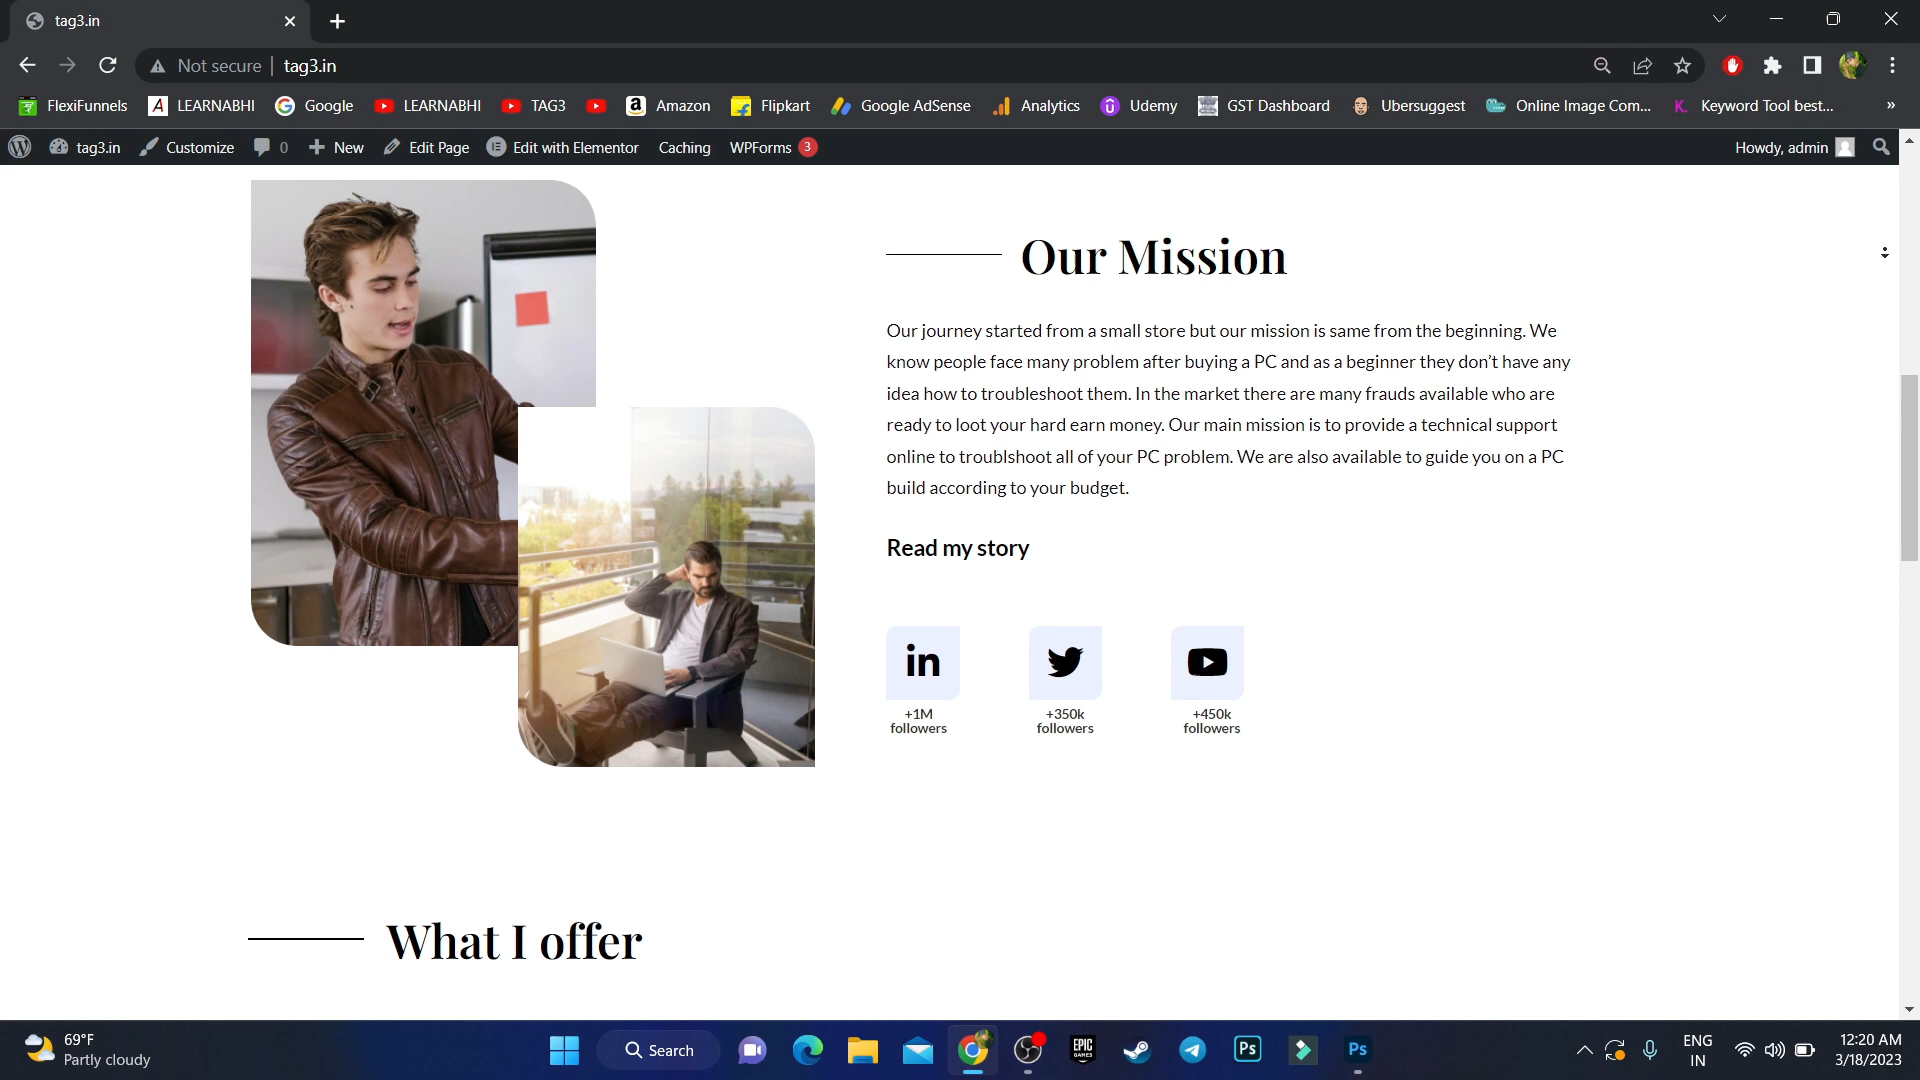 tag3.in
Not secure | tag3.in
FlexiFunnels LEARNABHI Google LEARNABHI TAG3 Amazon Flipkart Google AdSense Analytics Udemy GST Dashboard Ubersuggest Online Image Com... Keyword Tool best... »
tag3.in Customize 0 New Edit Page Edit with Elementor Caching WPForms 3 Howdy, admin
Our Mission
Our journey started from a small store but our mission is same from the beginning. We
know people face many problem after buying a PC and as a beginner they don’t have any
idea how to troubleshoot them. In the market there are many frauds available who are
ready to loot your hard earn money. Our main mission is to provide a technical support
online to troublshoot all of your PC problem. We are also available to guide you on a PC
build according to your budget.
Read my story
in
+1M +350k +450k
followers followers followers
What I offer
69°F
Partly cloudy
Search
EPIC GAMES
Ps
Ps
ENG
IN
12:20 AM
3/18/2023